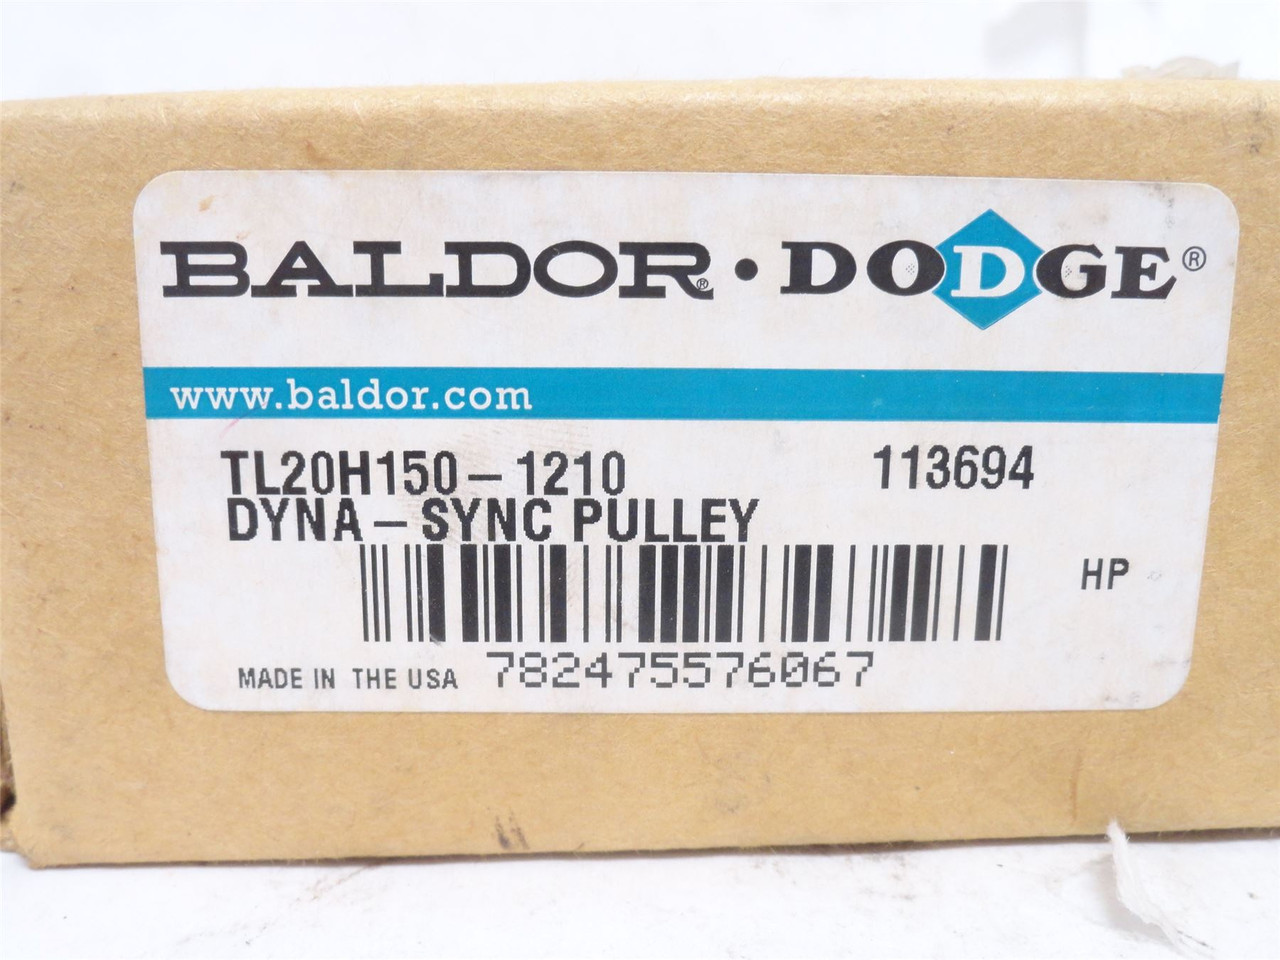 BALDOR® • DODGE®
www.baldor.com
TL20H150-1210 113694
DYNA-SYNC PULLEY
HP
MADE IN THE USA 782475576067